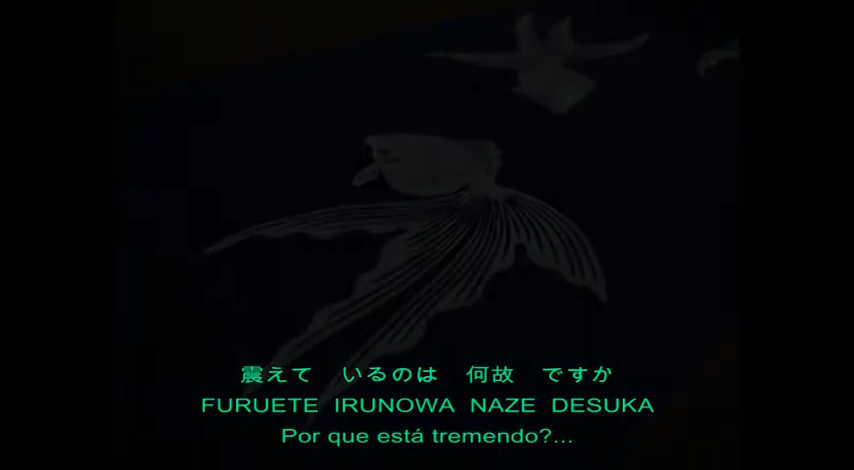 震えて　いるのは　何故　ですか
FURUETE IRUNOWA NAZE DESUKA
Por que está tremendo?...